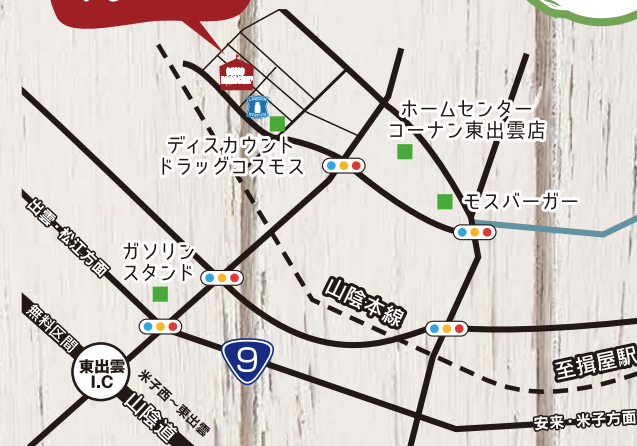 ホームセンター
コーナン東出雲店
ディスカウント
ドラッグコスモス
モスバーガー
出雲・松江方面
ガソリン
スタンド
山陰本線
無料区間
9
東出雲
I.C
米子西〜東出雲
山陰道
至揖屋駅
安来・米子方面